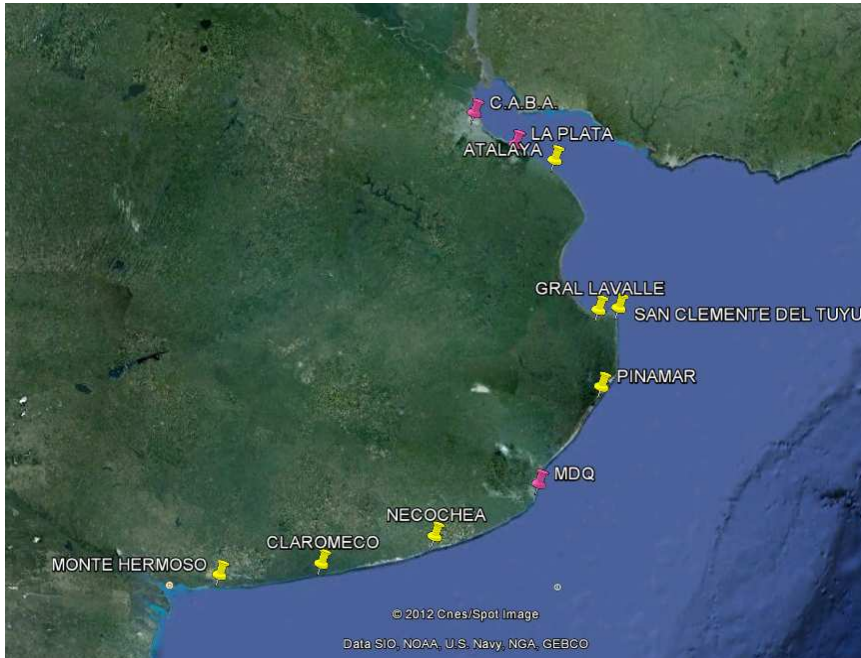 C.A.B.A.
LA PLATA
ATALAYA
GRAL LAVALLE
SAN CLEMENTE DEL TUYU
PINAMAR
MDQ
NECOCHEA
CLAROMECO
MONTE HERMOSO
© 2012 Cnes/Spot Image
Data SIO, NOAA, U.S. Navy, NGA, GEBCO